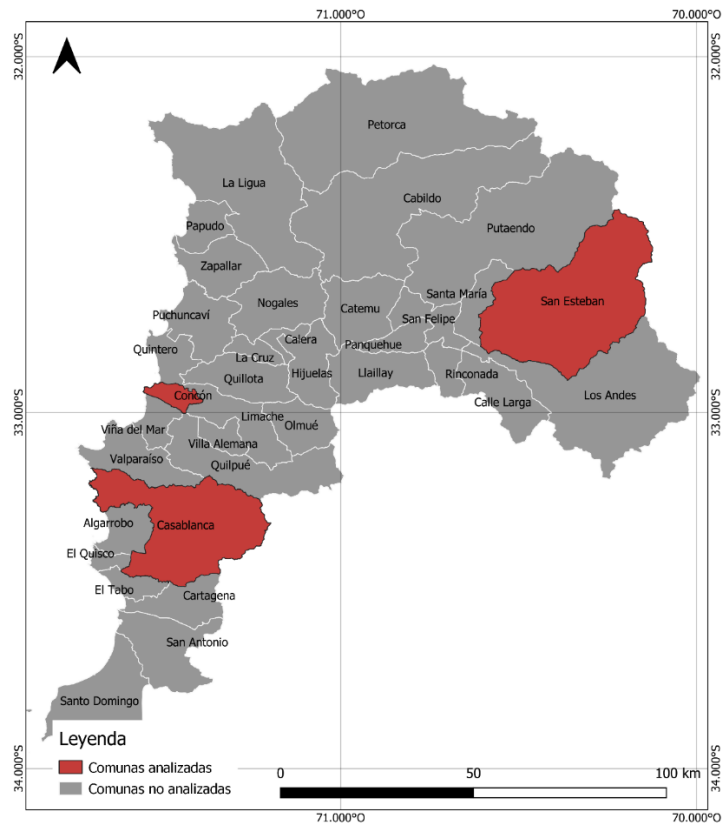 71.000°O
70.000°O
32.000°S
32.000°S
Petorca
La Ligua
Cabildo
Papudo
Putaendo
Zapallar
Santa María
San Esteban
Nogales
Catemu
Puchuncaví
San Felipe
Calera
Panquehue
Quintero
La Cruz
Quillota
Hijuelas
Llaillay
Rinconada
Los Andes
Concón
Calle Larga
33.000°S
33.000°S
Limache
Olmué
Viña del Mar
Villa Alemana
Valparaíso
Quilpué
Algarrobo
Casablanca
El Quisco
El Tabo
Cartagena
San Antonio
Santo Domingo
Leyenda
Comunas analizadas
Comunas no analizadas
0
50
100 km
34.000°S
34.000°S
71.000°O
70.000°O